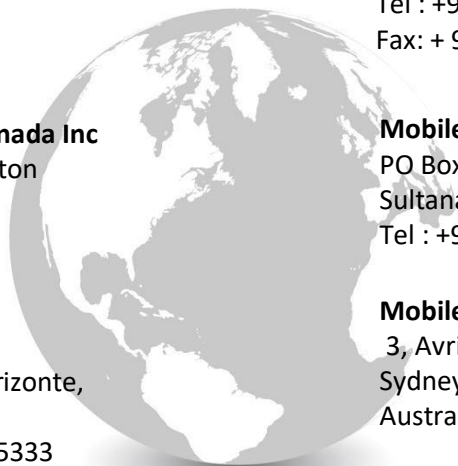 Tel : +9
Fax: + 9
nada Inc
ton
Mobile
PO Box
Sultana
Tel : +9
Mobile
3, Avri
Sydney
Austra
rizonte,
5333